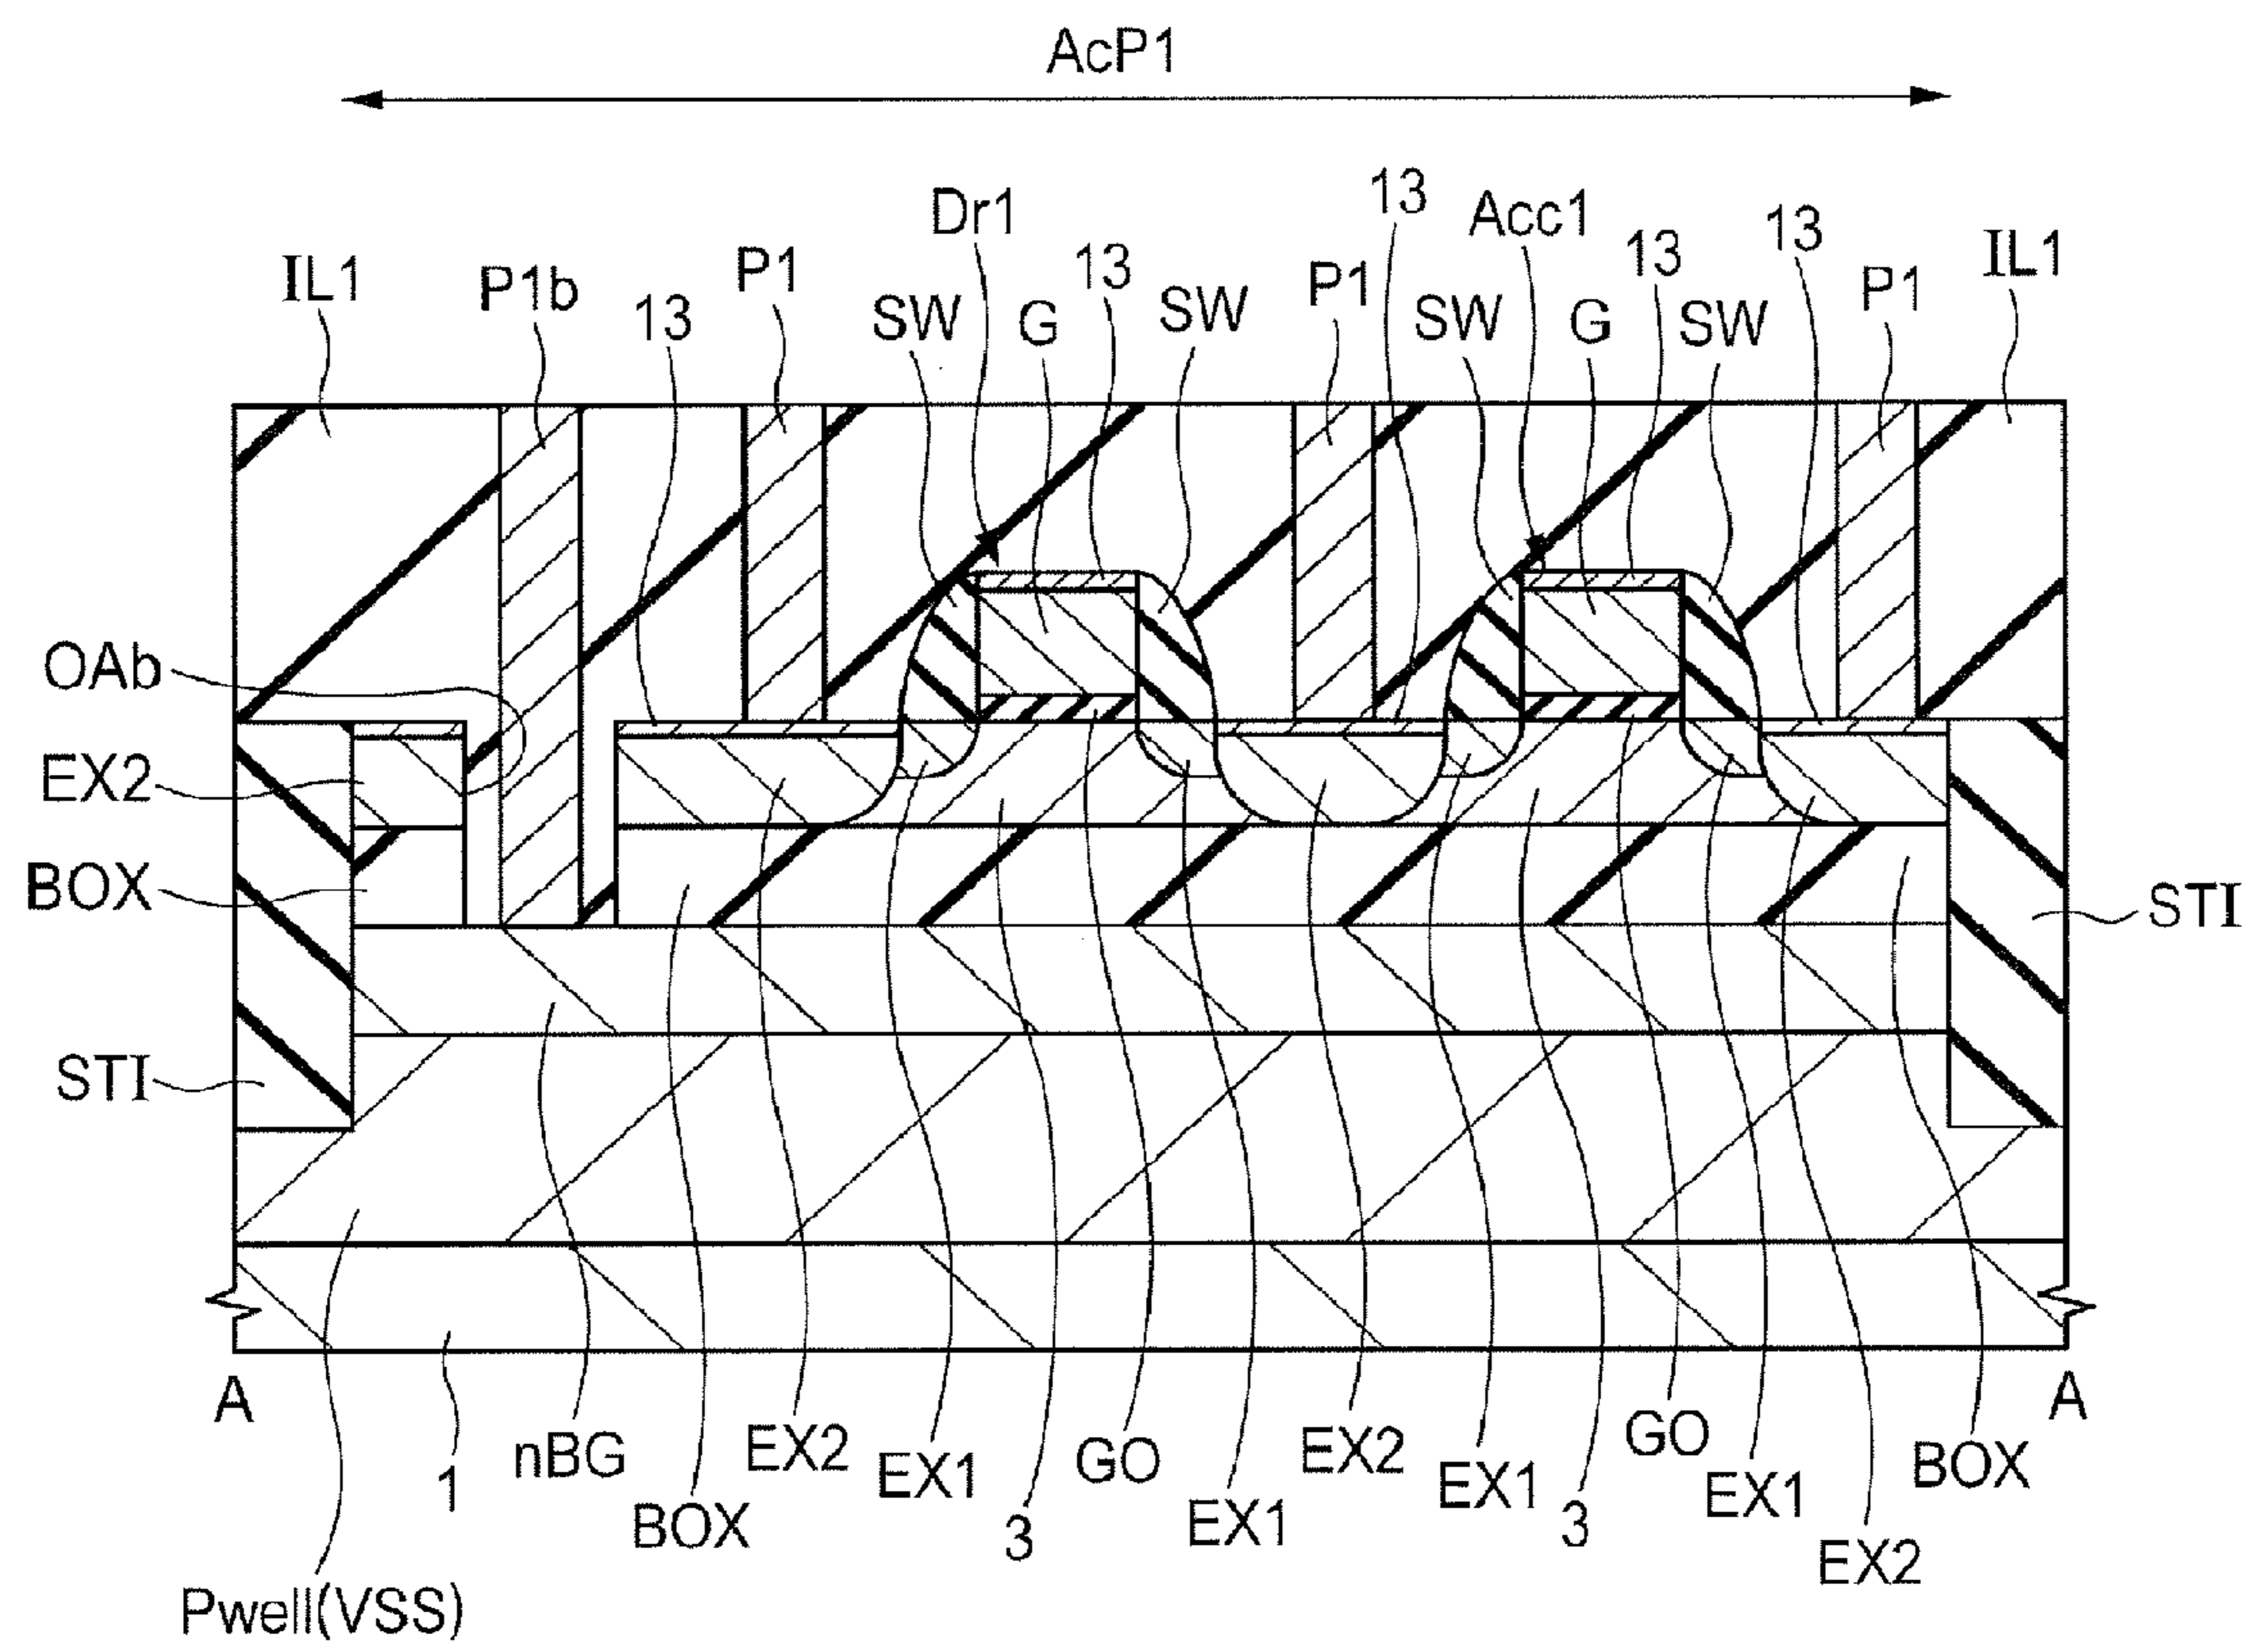 AcP1
IL1
P1b
13
P1
SW
Dr1
G
13
SW
P1
13
SW
Acc1
G
13
SW
13
P1
IL1
OAb
EX2
BOX
STI
STI
A
A
1
nBG
BOX
EX2
EX1
3
GO
EX1
EX2
EX1
3
GO
EX1
EX2
BOX
Pwell(VSS)